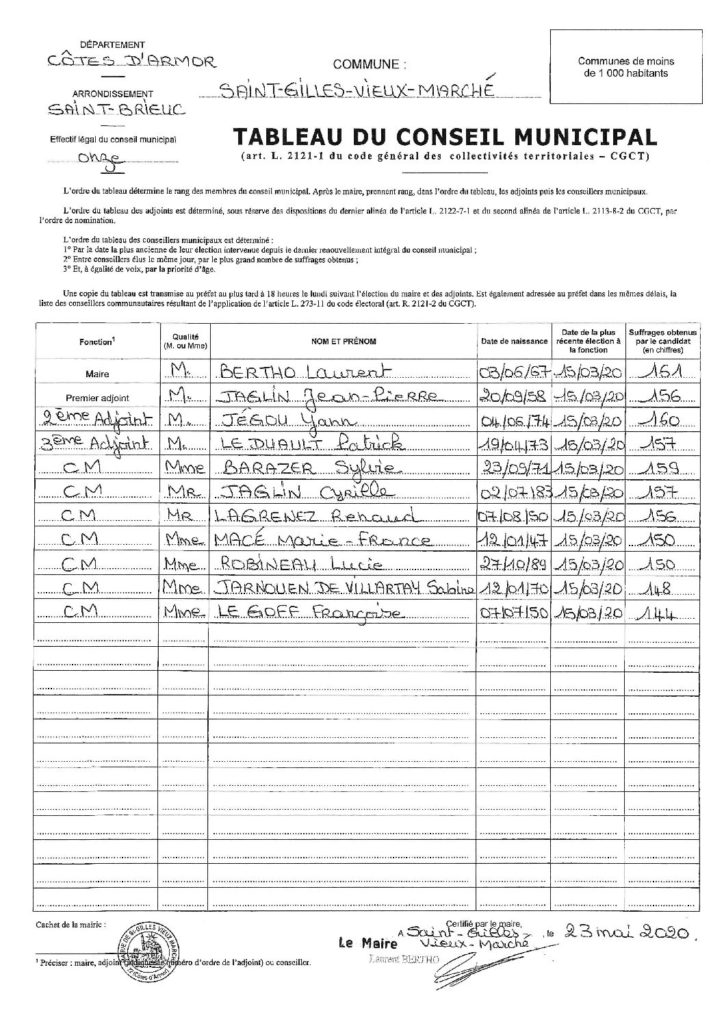 DÉPARTEMENT
CÔTES D'ARMOR
COMMUNE :
Communes de moins
de 1 000 habitants
ARRONDISSEMENT
SAINT-BRIEUC
SAINT-GILLES-VIEUX-MARCHÉ
Effectif légal du conseil municipal
Onze
TABLEAU DU CONSEIL MUNICIPAL
(art. L. 2121-1 du code général des collectivités territoriales – CGCT)
L'ordre du tableau détermine le rang des membres du conseil municipal. Après le maire, prennent rang, dans l'ordre du tableau, les adjoints puis les conseillers municipaux.
L'ordre du tableau des adjoints est déterminé, sous réserve des dispositions du dernier alinéa de l'article L. 2122-7-1 et du second alinéa de l'article L. 2113-8-2 du CGCT, par
l'ordre de nomination.
L'ordre du tableau des conseillers municipaux est déterminé :
1° Par la date la plus ancienne de leur élection intervenue depuis le dernier renouvellement intégral du conseil municipal ;
2° Entre conseillers élus le même jour, par le plus grand nombre de suffrages obtenus ;
3° Et, à égalité de voix, par la priorité d'âge.
Une copie du tableau est transmise au préfet au plus tard à 18 heures le lundi suivant l'élection du maire et des adjoints. Est également adressée au préfet dans les mêmes délais, la
liste des conseillers communautaires résultant de l'application de l'article L. 273-11 du code électoral (art. R. 2121-2 du CGCT).
Fonction¹ Qualité (M. ou Mme) NOM ET PRÉNOM Date de naissance Date de la plus récente élection à la fonction Suffrages obtenus par le candidat (en chiffres)
Maire M. BERTHO Laurent 03/06/67 15/03/20 161
Premier adjoint M. JAGLIN Jean-Pierre 20/09/58 15/03/20 156
2ème Adjoint M. JÉGOU Yann 04/06/74 15/03/20 160
3ème Adjoint M. LE DUAULT Patrick 19/04/73 15/03/20 157
CM Mme BARAZER Sylvie 23/09/71 15/03/20 159
CM MR JAGLIN Cyrille 02/07/83 15/03/20 157
CM MR LAGRENEZ Renaud 07/08/50 15/03/20 156
CM Mme MACÉ Marie-France 12/01/47 15/03/20 150
CM Mme ROBINEAU Lucie 27/10/89 15/03/20 150
CM Mme JARNOUEN DE VILLARTAY Sabine 12/01/70 15/03/20 148
CM Mme LE GOFF Françoise 07/07/50 15/03/20 144
Cachet de la mairie :
Certifié par le maire,
A Saint-Gilles- , le 23 mai 2020
Le Maire Vieux-Marché
Laurent BERTHO
¹ Préciser : maire, adjoint d'ordre de l'adjoint) ou conseiller.